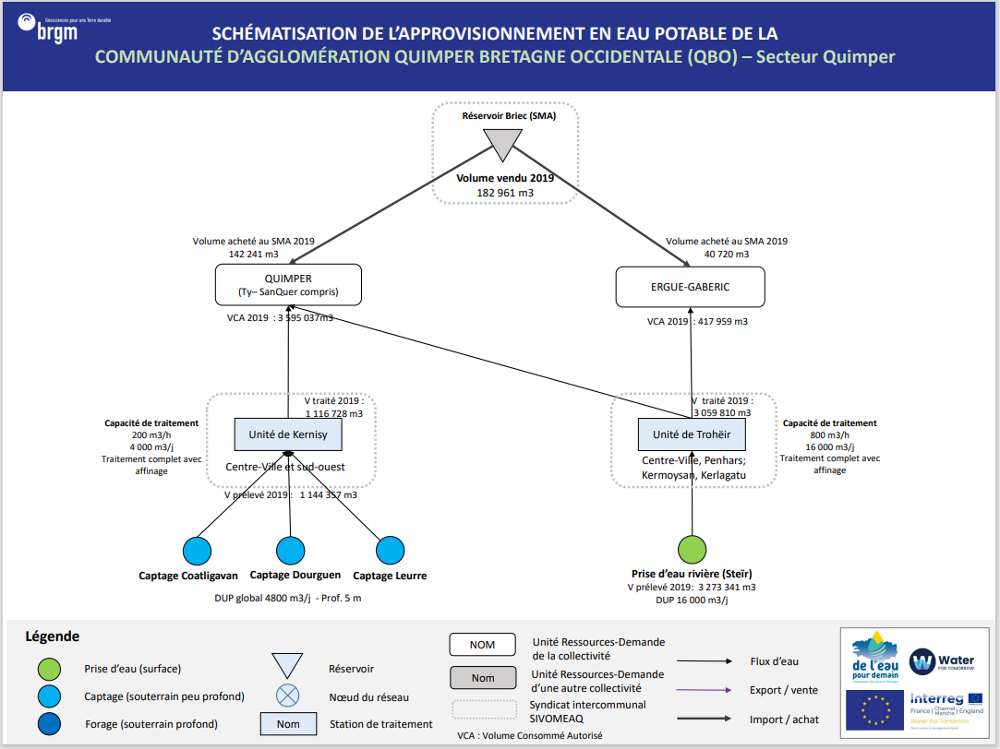 Géosciences pour une Terre durable
brgm
SCHÉMATISATION DE L'APPROVISIONNEMENT EN EAU POTABLE DE LA
COMMUNAUTÉ D'AGGLOMÉRATION QUIMPER BRETAGNE OCCIDENTALE (QBO) – Secteur Quimper
Réservoir Briec (SMA)
Volume vendu 2019
182 961 m3
Volume acheté au SMA 2019
142 241 m3
Volume acheté au SMA 2019
40 720 m3
QUIMPER
(Ty– SanQuer compris)
ERGUE-GABERIC
VCA 2019 : 3 595 037m3
VCA 2019 : 417 959 m3
V traité 2019 :
1 116 728 m3
V traité 2019 :
3 059 810 m3
Capacité de traitement
200 m3/h
4 000 m3/j
Traitement complet avec
affinage
Unité de Kernisy
Centre-Ville et sud-ouest
Unité de Trohëir
Centre-Ville, Penhars;
Kermoysan, Kerlagatu
Capacité de traitement
800 m3/h
16 000 m3/j
Traitement complet avec
affinage
V prélevé 2019 : 1 144 357 m3
Captage Coatligavan
Captage Dourguen
Captage Leurre
DUP global 4800 m3/j - Prof. 5 m
Prise d'eau rivière (Steïr)
V prélevé 2019: 3 273 341 m3
DUP 16 000 m3/j
Légende
Prise d'eau (surface)
Captage (souterrain peu profond)
Forage (souterrain profond)
Réservoir
Nœud du réseau
Nom
Station de traitement
NOM
Unité Ressources-Demande
de la collectivité
Nom
Unité Ressources-Demande
d'une autre collectivité
Syndicat intercommunal
SIVOMEAQ
VCA : Volume Consommé Autorisé
Flux d'eau
Export / vente
Import / achat
de l'eau
pour demain
Water
FOR TOMORROW
Interreg
France ( Channel Manche ) England
Water For Tomorrow